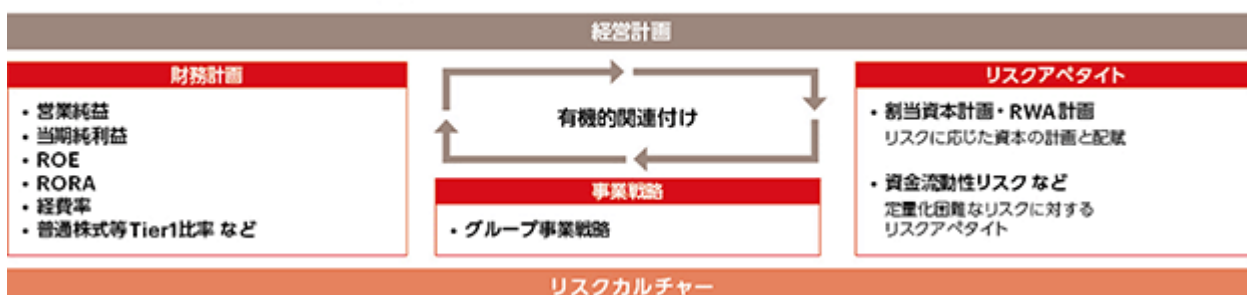 経営計画
財務計画
・営業純益
・当期純利益
・ROE
・RORA
・経費率
・普通株式等Tier1比率 など
有機的関連付け
事業戦略
・グループ事業戦略
リスクアペタイト
・割当資本計画・RWA計画
リスクに応じた資本の計画と配賦
・資金流動性リスク など
定量化困難なリスクに対する
リスクアペタイト
リスクカルチャー